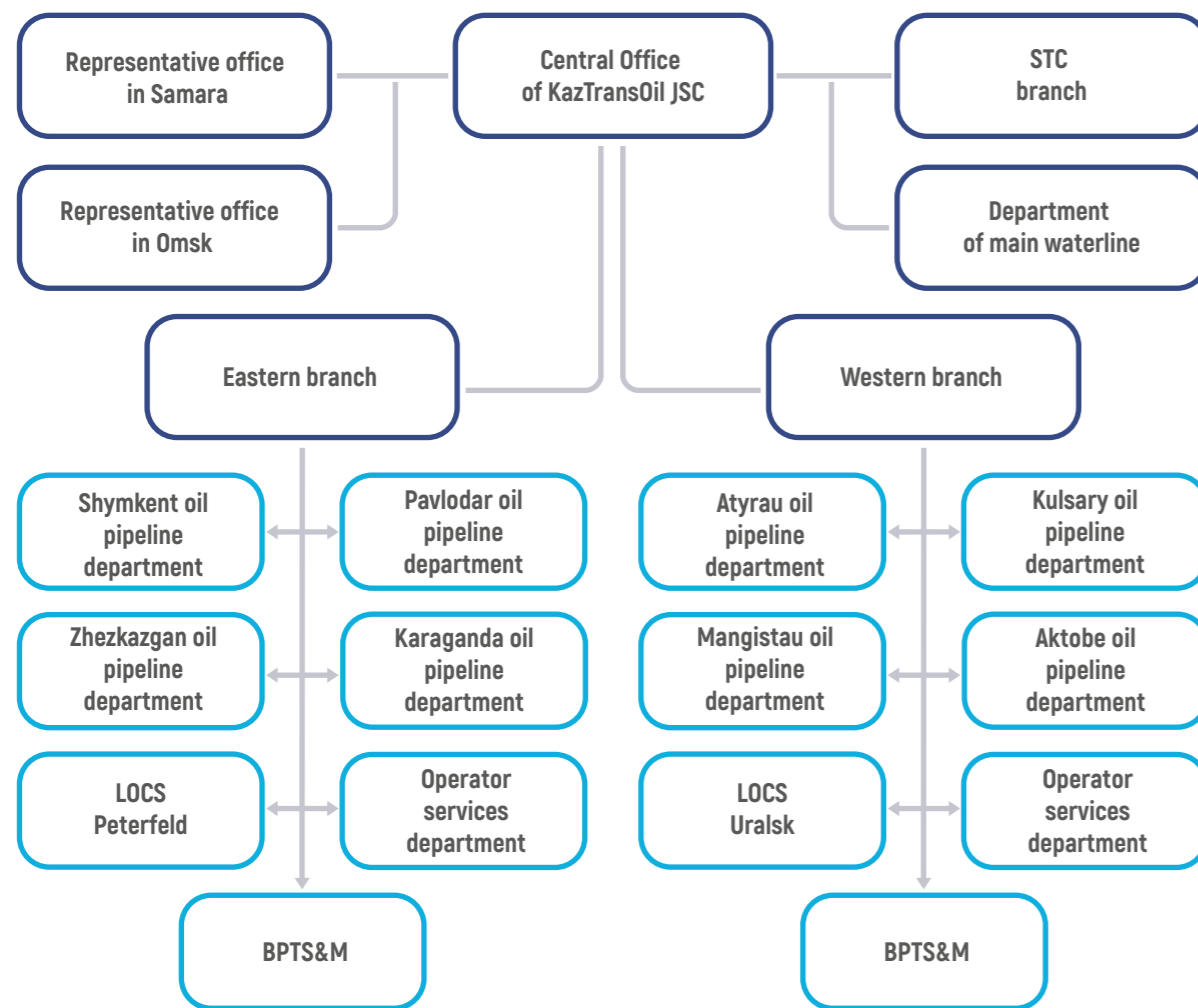 Representative office
in Samara
Central Office
of KazTransOil JSC
STC
branch
Representative office
in Omsk
Department
of main waterline
Eastern branch
Western branch
Shymkent oil
pipeline
department
Pavlodar oil
pipeline
department
Atyrau oil
pipeline
department
Kulsary oil
pipeline
department
Zhezkazgan oil
pipeline
department
Karaganda oil
pipeline
department
Mangistau oil
pipeline
department
Aktobe oil
pipeline
department
LOCS
Peterfeld
Operator
services
department
LOCS
Uralsk
Operator
services
department
BPTS&M
BPTS&M